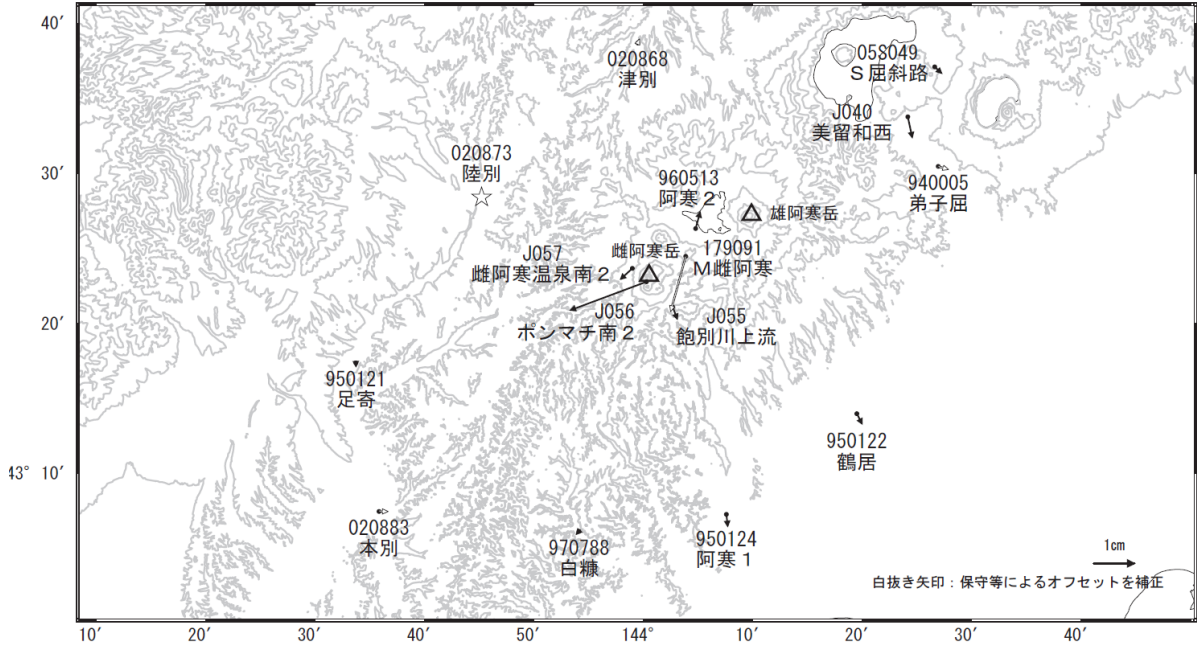 40′
020868
津別
05S049
S屈斜路
J040
美留和西
30′
020873
陸別
960513
阿寒2
940005
弟子屈
雄阿寒岳
J057
雌阿寒温泉南2
雌阿寒岳
179091
M雌阿寒
20′
J056
ポンマチ南2
J055
飽別川上流
950121
足寄
950122
鶴居
43° 10′
020883
本別
970788
白糠
950124
阿寒1
1cm
白抜き矢印：保守等によるオフセットを補正
10′ 20′ 30′ 40′ 50′ 144° 10′ 20′ 30′ 40′